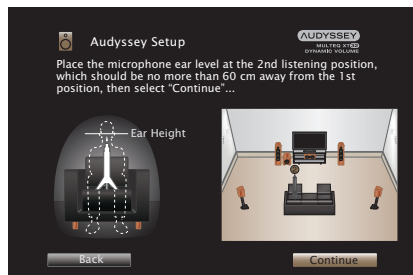 Audyssey Setup
AUDYSSEY
MULTEQ XT32
DYNAMIC VOLUME
Place the microphone ear level at the 2nd listening position,
which should be no more than 60 cm away from the 1st
position, then select “Continue”...
Ear Height
Back
Continue